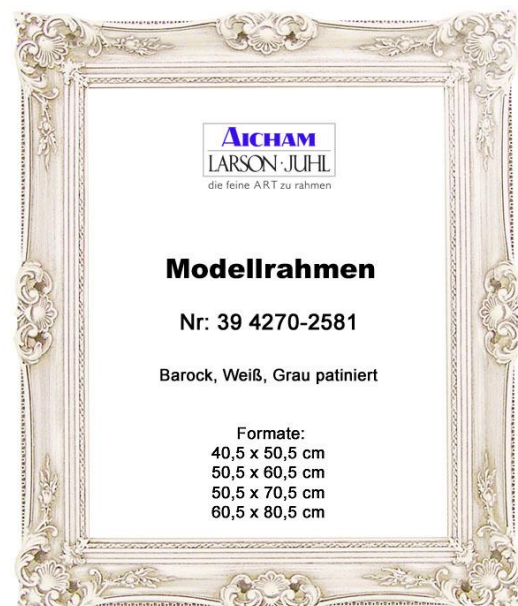 AICHAM
LARSON·JUHL
die feine ART zu rahmen
Modellrahmen
Nr: 39 4270-2581
Barock, Weiß, Grau patiniert
Formate:
40,5 x 50,5 cm
50,5 x 60,5 cm
50,5 x 70,5 cm
60,5 x 80,5 cm